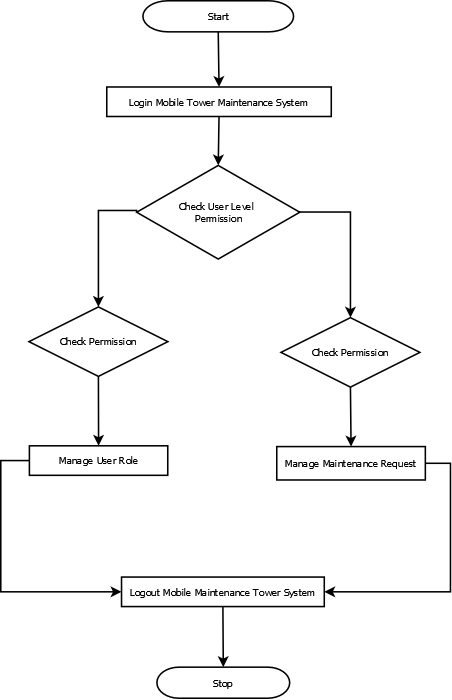 Start
Login Mobile Tower Maintenance System
Check User Level
Permission
Check Permission
Check Permission
Manage User Role
Manage Maintenance Request
Logout Mobile Maintenance Tower System
Stop